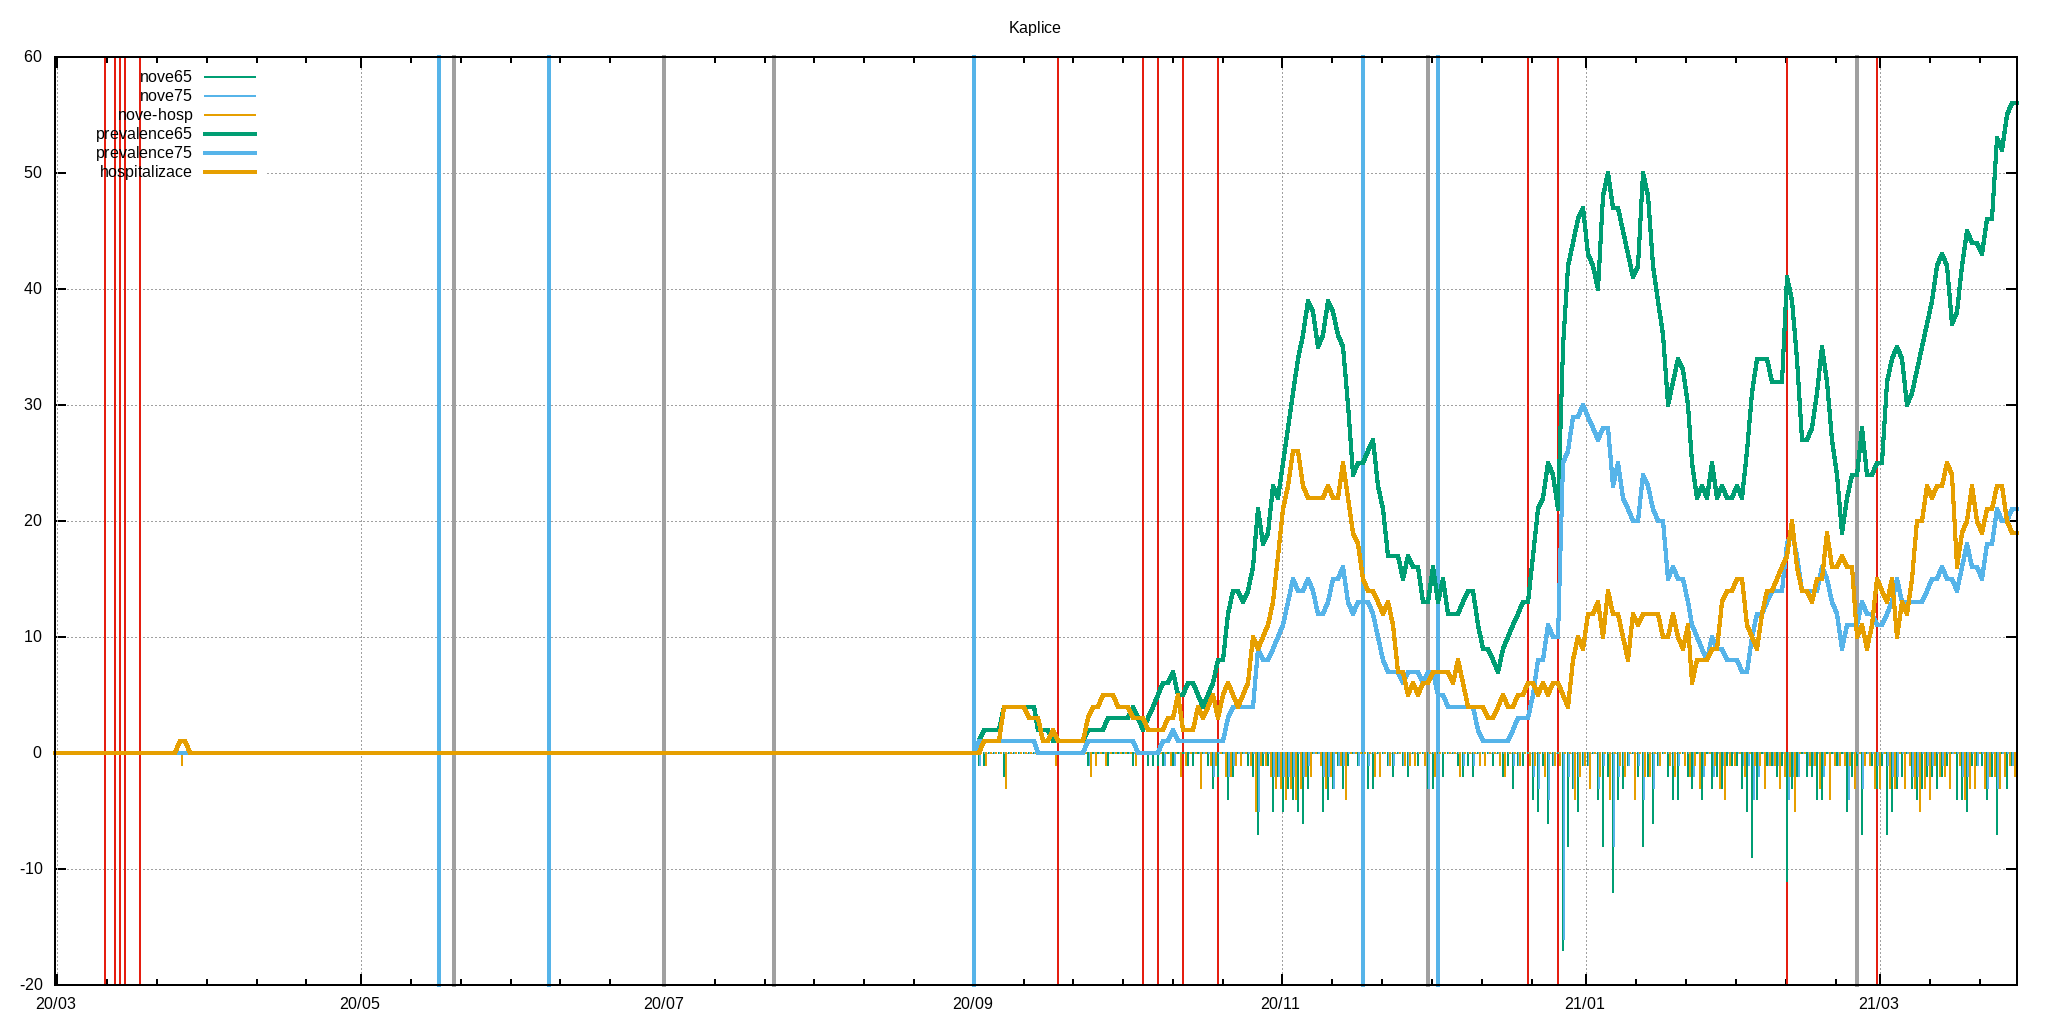 Kaplice
60
50
40
30
20
10
0
-10
-20
nove65
nove75
nove-hosp
prevalence65
prevalence75
hospitalizace
20/03 20/05 20/07 20/09 20/11 21/01 21/03